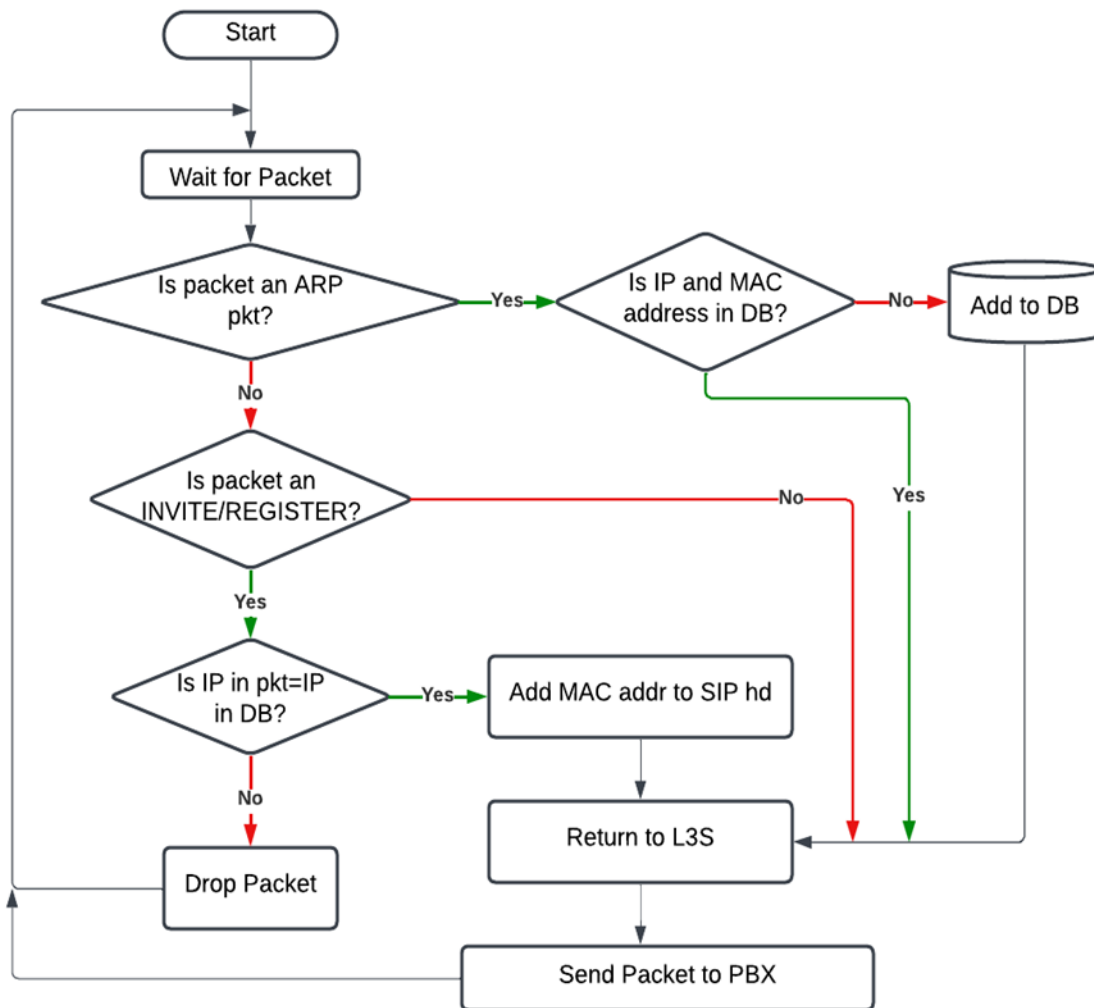 Start
Wait for Packet
Is packet an ARP
pkt?
Yes
Is IP and MAC
address in DB?
No
Add to DB
No
Yes
Is packet an
INVITE/REGISTER?
No
Yes
Is IP in pkt=IP
in DB?
Yes
Add MAC addr to SIP hd
No
Return to L3S
Drop Packet
Send Packet to PBX